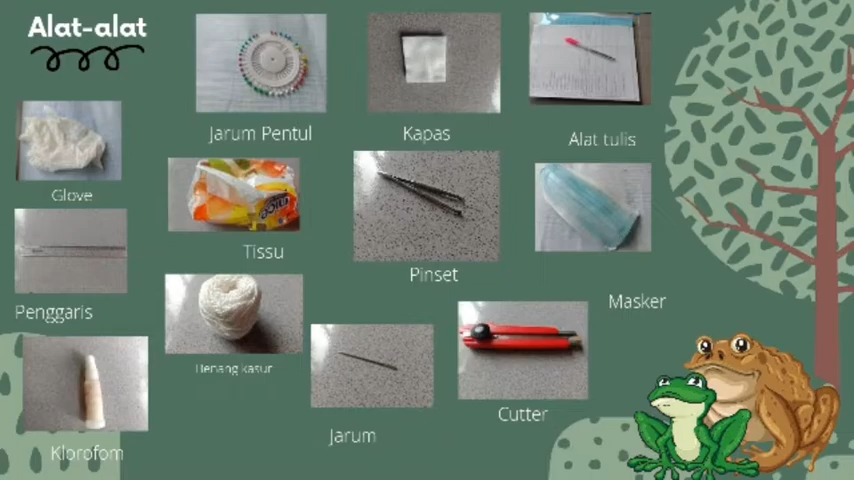 Alat-alat
Jarum Pentul
Kapas
Alat tulis
Glove
Tissu
Pinset
Masker
Penggaris
Benang kasur
Jarum
Cutter
Klorofom